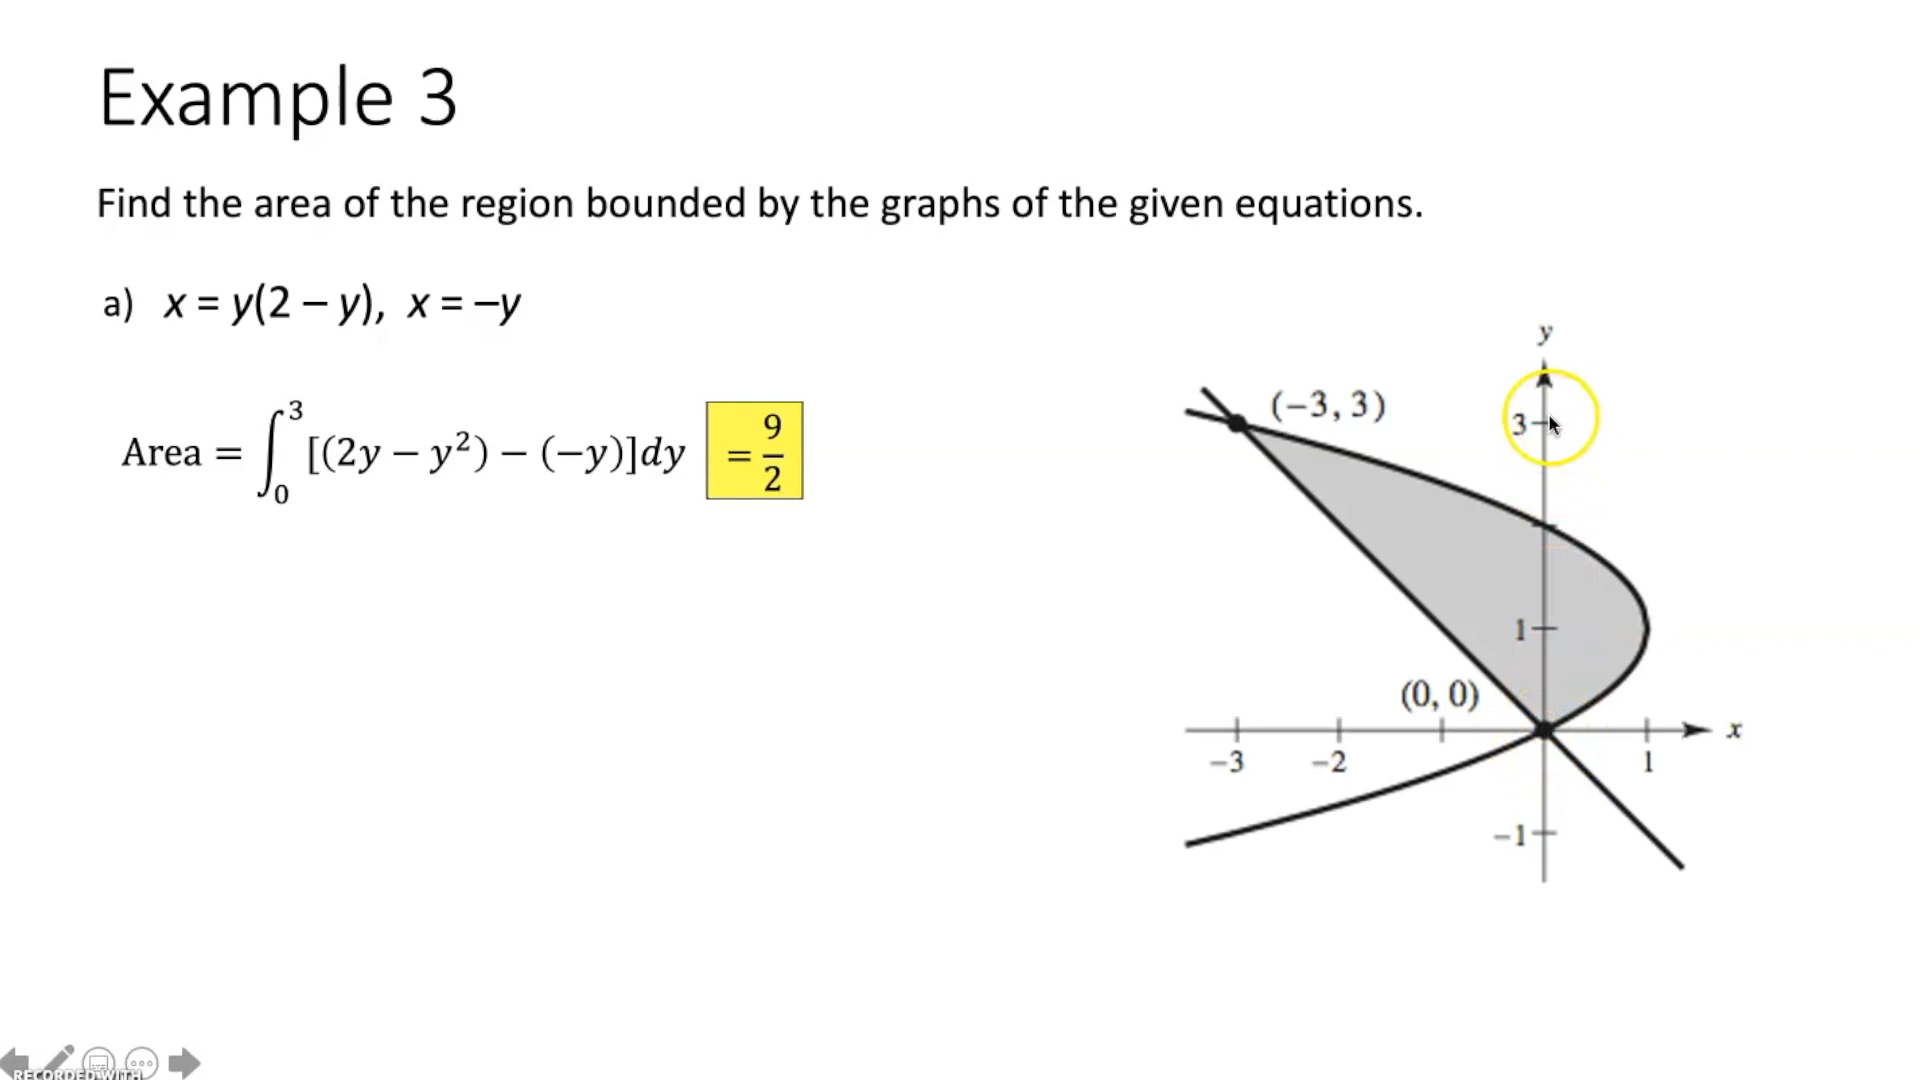 Example 3
Find the area of the region bounded by the graphs of the given equations.
a) x = y(2 – y), x = –y
Area = ∫₀³ [(2y − y²) − (−y)]dy = 9/2
y
(−3, 3)
3
1
(0, 0)
x
−3 −2 1
−1
RECORDED WITH